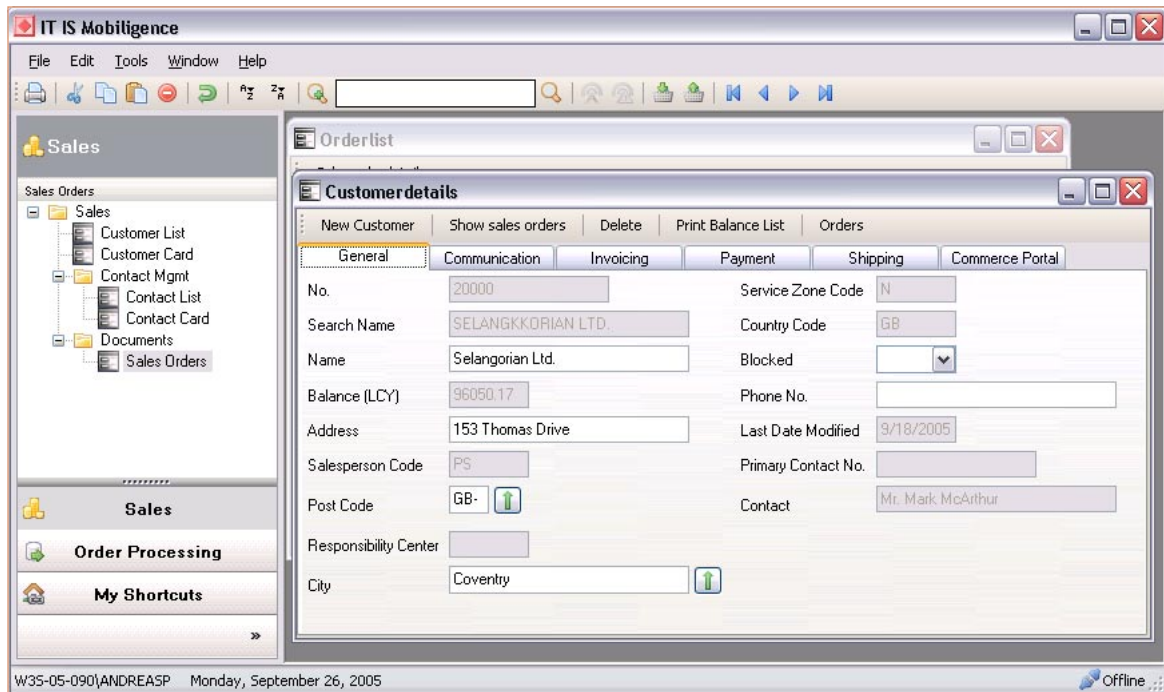 IT IS Mobiligence
File Edit Tools Window Help
Sales
Sales Orders
Sales
Customer List
Customer Card
Contact Mgmt
Contact List
Contact Card
Documents
Sales Orders
Sales
Order Processing
My Shortcuts
»
Orderlist
Customerdetails
New Customer Show sales orders Delete Print Balance List Orders
General Communication Invoicing Payment Shipping Commerce Portal
No. 20000 Service Zone Code N
Search Name SELANGKKORIAN LTD. Country Code GB
Name Selangorian Ltd. Blocked
Balance (LCY) 96050.17 Phone No.
Address 153 Thomas Drive Last Date Modified 9/18/2005
Salesperson Code PS Primary Contact No.
Post Code GB- Contact Mr. Mark McArthur
Responsibility Center
City Coventry
W3S-05-090\ANDREASP Monday, September 26, 2005 Offline